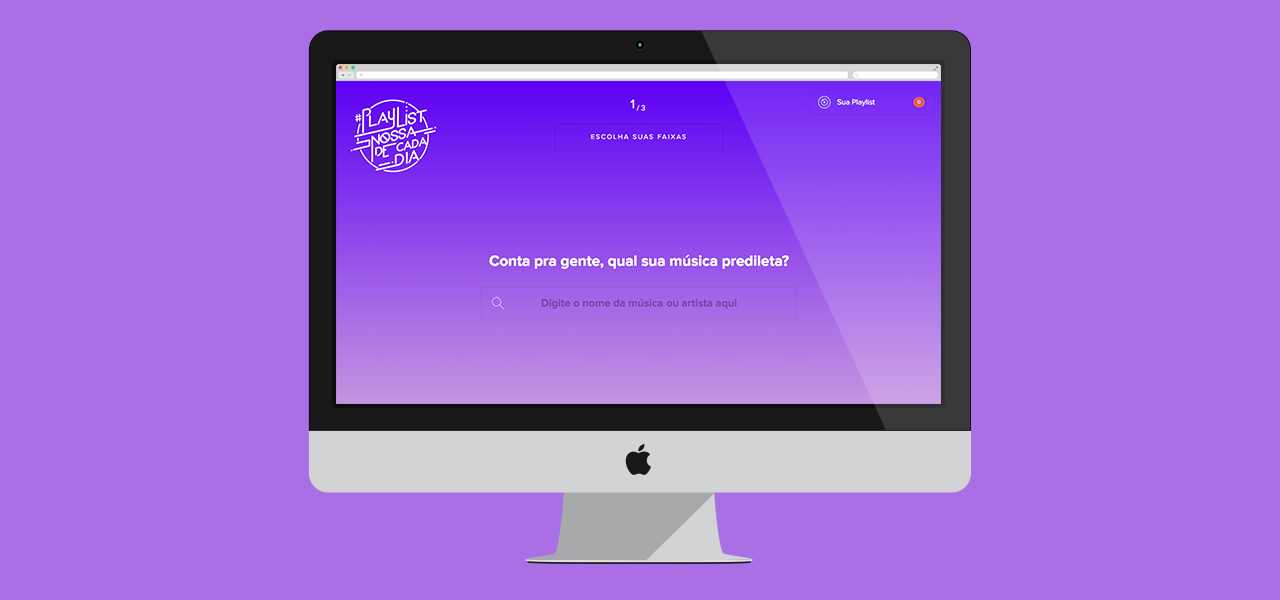 #PLAYLIST
NOSSA
DE CADA
DIA
1/3
ESCOLHA SUAS FAIXAS
Sua Playlist
0
Conta pra gente, qual sua música predileta?
Digite o nome da música ou artista aqui